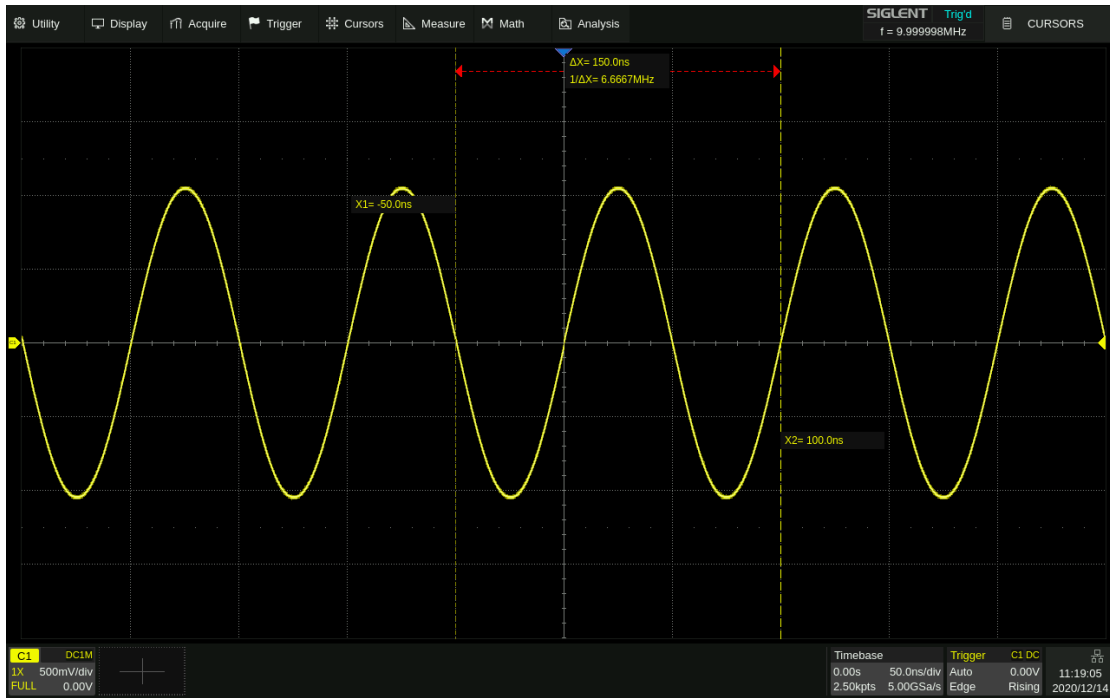 Utility Display Acquire Trigger Cursors Measure Math Analysis
SIGLENT Trig'd
f = 9.999998MHz
CURSORS
ΔX= 150.0ns
1/ΔX= 6.6667MHz
X1= -50.0ns
X2= 100.0ns
C1 DC1M
1X 500mV/div
FULL 0.00V
Timebase
0.00s 50.0ns/div
2.50kpts 5.00GSa/s
Trigger C1 DC
Auto 0.00V
Edge Rising
11:19:05
2020/12/14